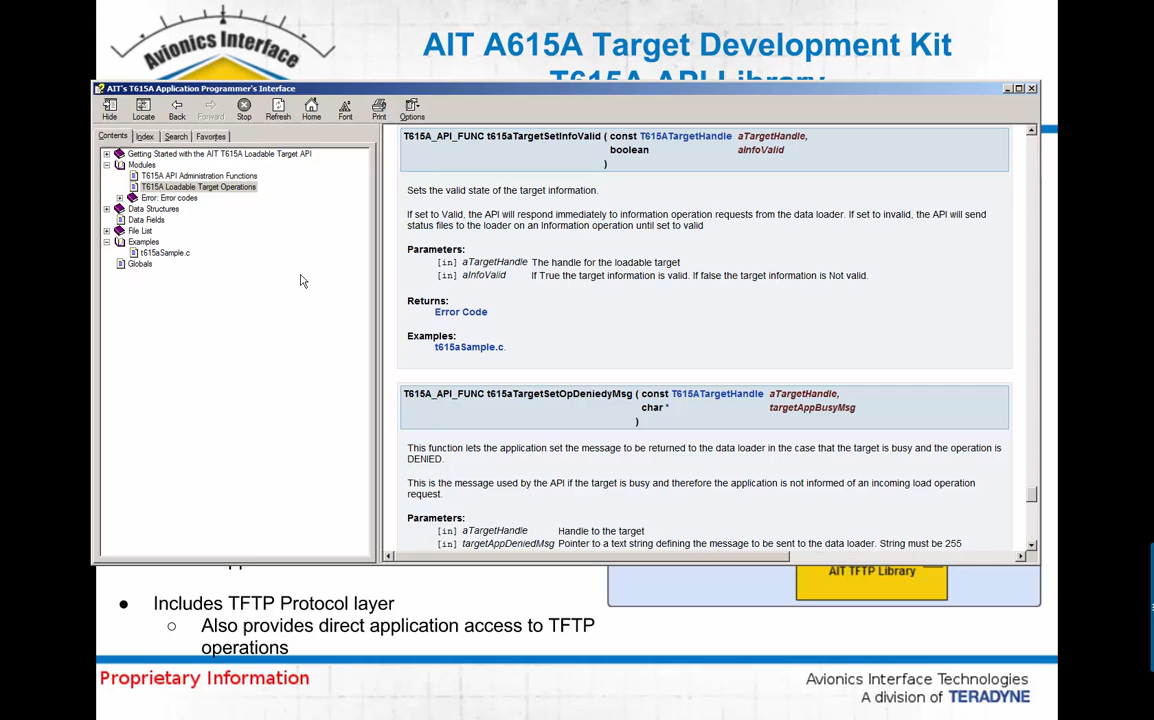 Avionics Interface
AIT A615A Target Development Kit
T615A API Library
AIT's T615A Application Programmer's Interface
Hide Locate Back Forward Stop Refresh Home Font Print Options
Contents Index Search Favorites
Getting Started with the AIT T615A Loadable Target API
Modules
T615A API Administration Functions
T615A Loadable Target Operations
Error: Error codes
Data Structures
Data Fields
File List
Examples
t615aSample.c
Globals
T615A_API_FUNC t615aTargetSetInfoValid ( const T615ATargetHandle aTargetHandle,
boolean aInfoValid
)
Sets the valid state of the target information.
If set to Valid, the API will respond immediately to information operation requests from the data loader. If set to invalid, the API will send
status files to the loader on an Information operation until set to valid
Parameters:
[in] aTargetHandle The handle for the loadable target
[in] aInfoValid If True the target information is valid. If false the target information is Not valid.
Returns:
Error Code
Examples:
t615aSample.c.
T615A_API_FUNC t615aTargetSetOpDeniedyMsg ( const T615ATargetHandle aTargetHandle,
char * targetAppBusyMsg
)
This function lets the application set the message to be returned to the data loader in the case that the target is busy and the operation is
DENIED.
This is the message used by the API if the target is busy and therefore the application is not informed of an incoming load operation
request.
Parameters:
[in] aTargetHandle Handle to the target
[in] targetAppDeniedMsg Pointer to a text string defining the message to be sent to the data loader. String must be 255
AIT TFTP Library
● Includes TFTP Protocol layer
○ Also provides direct application access to TFTP
operations
Proprietary Information
Avionics Interface Technologies
A division of TERADYNE